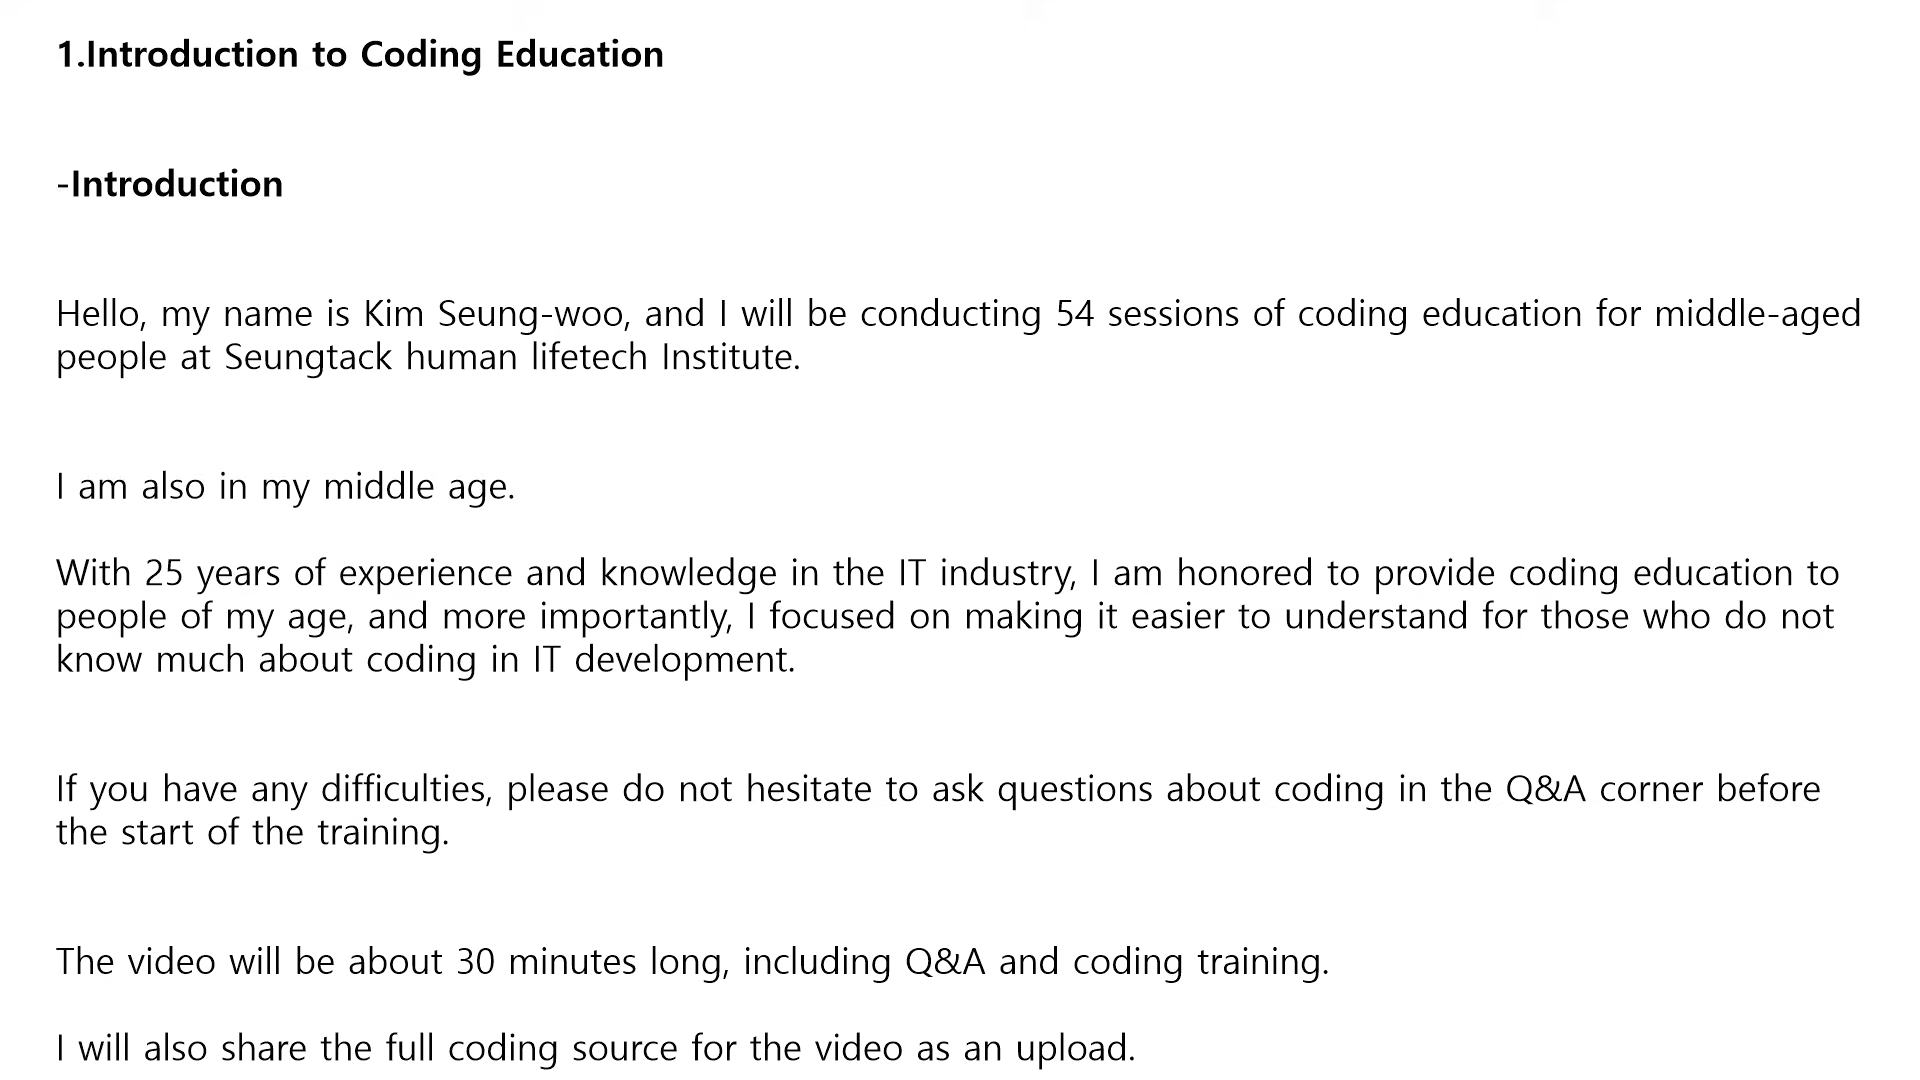 1.Introduction to Coding Education
-Introduction
Hello, my name is Kim Seung-woo, and I will be conducting 54 sessions of coding education for middle-aged
people at Seungtack human lifetech Institute.
I am also in my middle age.
With 25 years of experience and knowledge in the IT industry, I am honored to provide coding education to
people of my age, and more importantly, I focused on making it easier to understand for those who do not
know much about coding in IT development.
If you have any difficulties, please do not hesitate to ask questions about coding in the Q&A corner before
the start of the training.
The video will be about 30 minutes long, including Q&A and coding training.
I will also share the full coding source for the video as an upload.